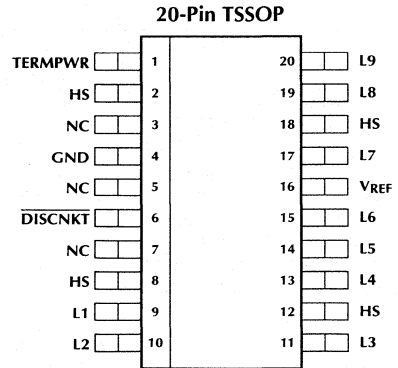 20-Pin TSSOP
TERMPWR 1 20 L9
HS 2 19 L8
NC 3 18 HS
GND 4 17 L7
NC 5 16 VREF
DISCNKT 6 15 L6
NC 7 14 L5
HS 8 13 L4
L1 9 12 HS
L2 10 11 L3